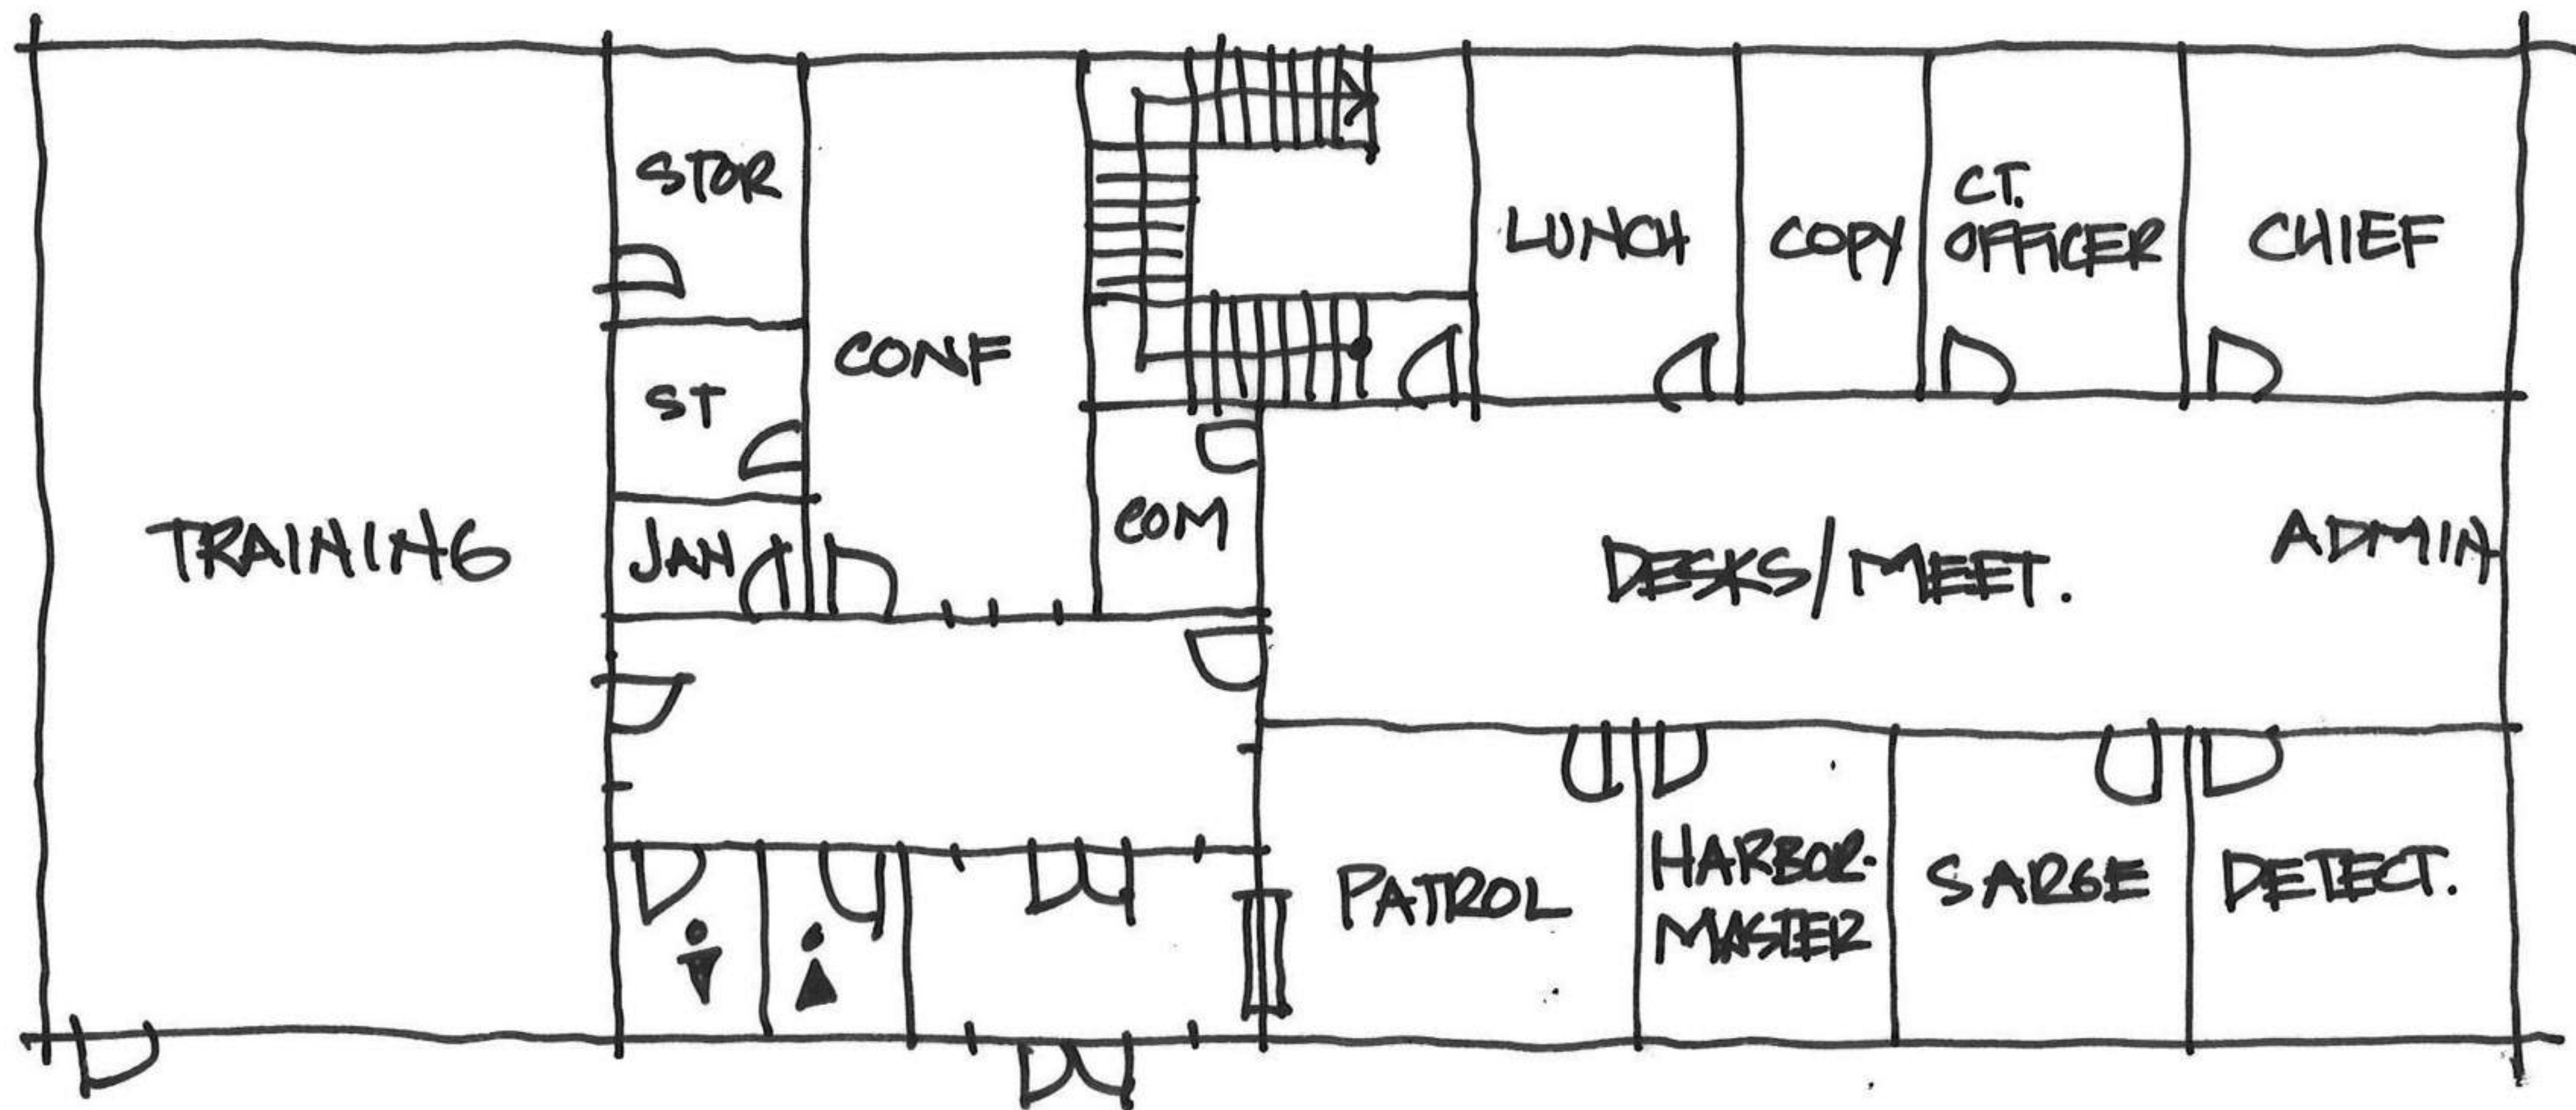 STOR
ST
JAN
CONF
COM
TRAINING
LUNCH
COPY
CT.
OFFICER
CHIEF
DESKS/MEET.
ADMIN
PATROL
HARBOR-
MASTER
SARGE
DETECT.